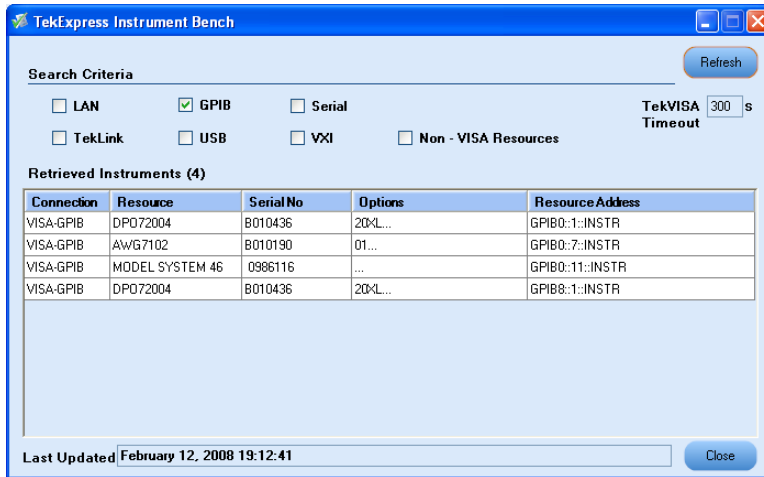 TekExpress Instrument Bench
Refresh
Search Criteria
LAN GPIB Serial TekVISA Timeout 300 s
TekLink USB VXI Non - VISA Resources
Retrieved Instruments (4)
Connection Resource Serial No Options Resource Address
VISA-GPIB DPO72004 B010436 20XL... GPIB0::1::INSTR
VISA-GPIB AWG7102 B010190 01... GPIB0::7::INSTR
VISA-GPIB MODEL SYSTEM 46 0986116 ... GPIB0::11::INSTR
VISA-GPIB DPO72004 B010436 20XL... GPIB8::1::INSTR
Last Updated February 12, 2008 19:12:41 Close